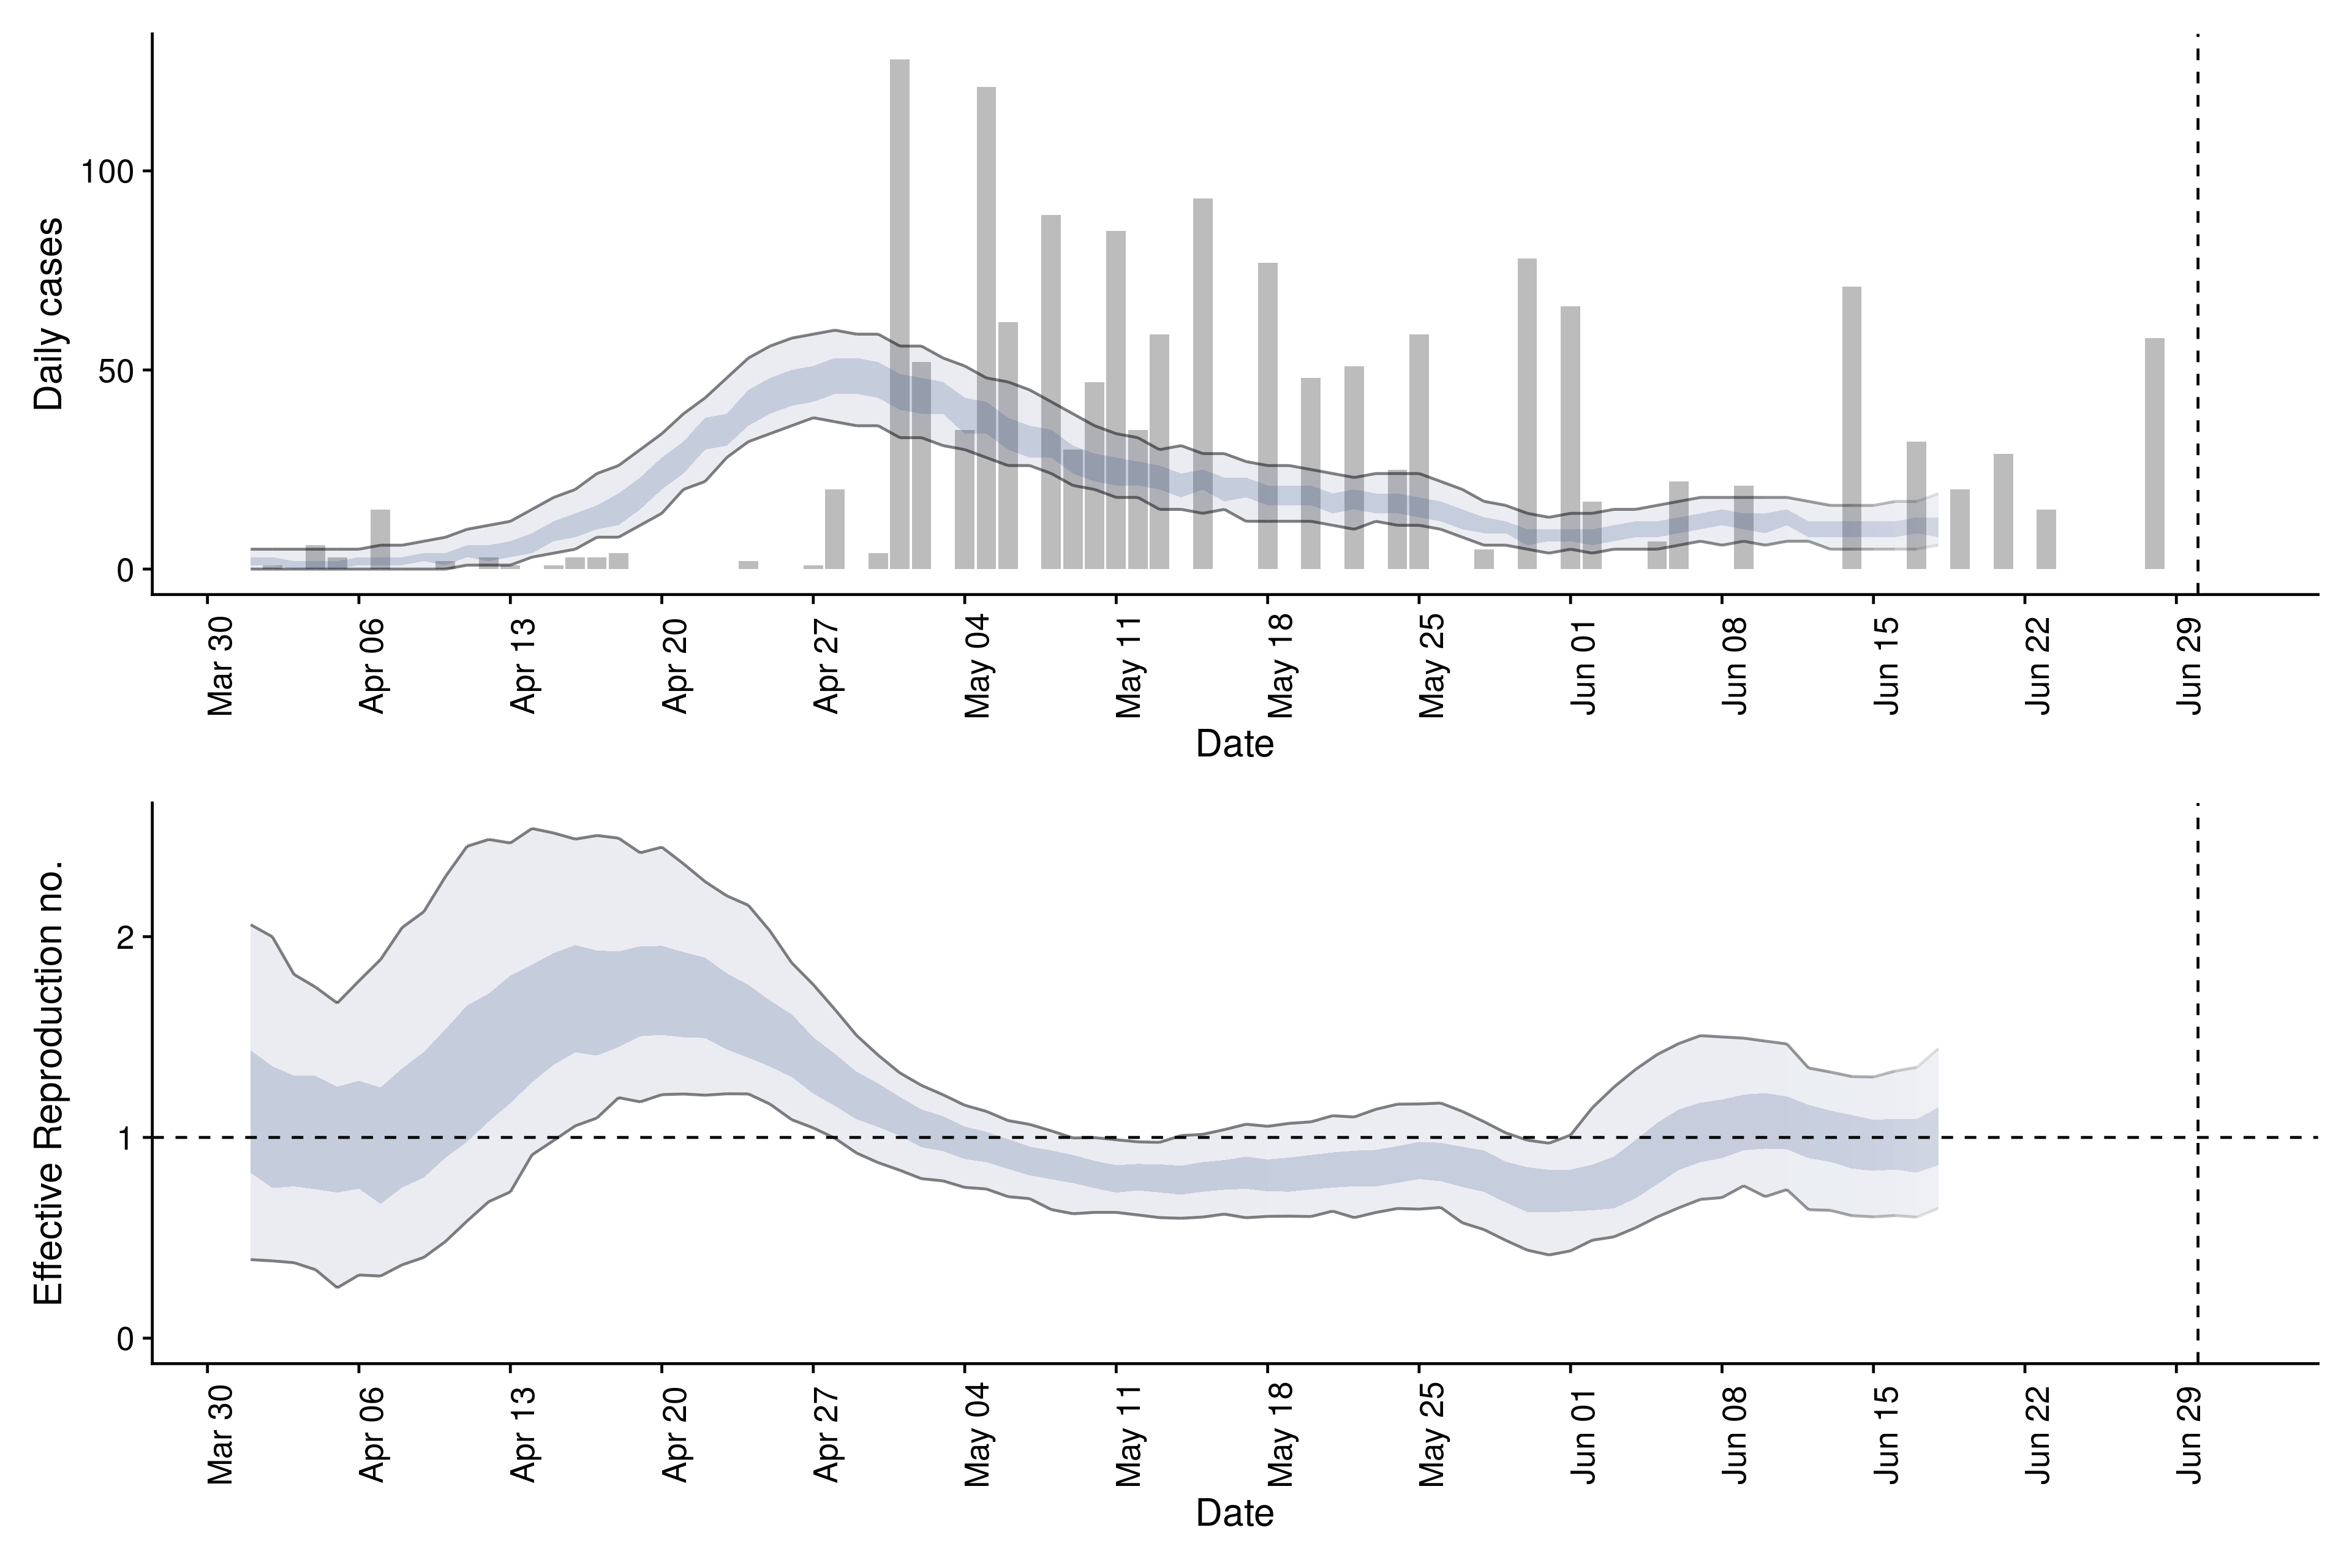 Daily cases
100
50
0
Mar 30
Apr 06
Apr 13
Apr 20
Apr 27
May 04
May 11
May 18
May 25
Jun 01
Jun 08
Jun 15
Jun 22
Jun 29
Date
Effective Reproduction no.
2
1
0
Mar 30
Apr 06
Apr 13
Apr 20
Apr 27
May 04
May 11
May 18
May 25
Jun 01
Jun 08
Jun 15
Jun 22
Jun 29
Date